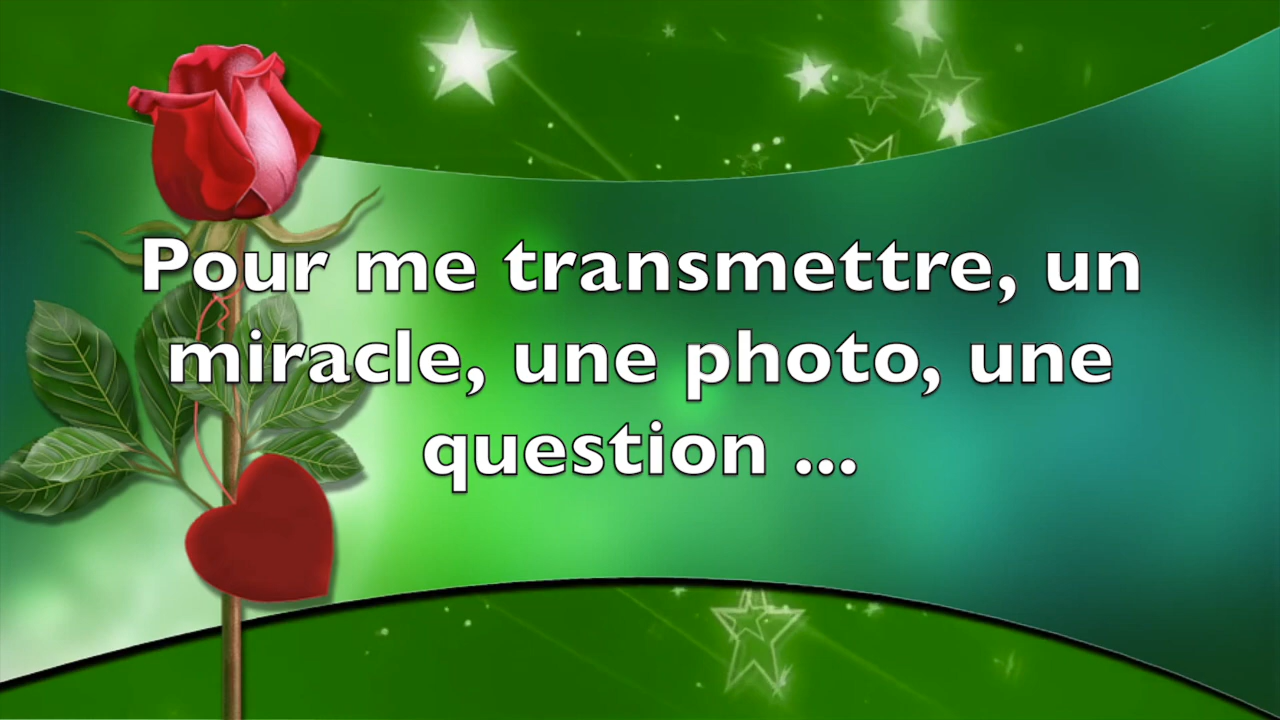 Pour me transmettre, un
miracle, une photo, une
question ...